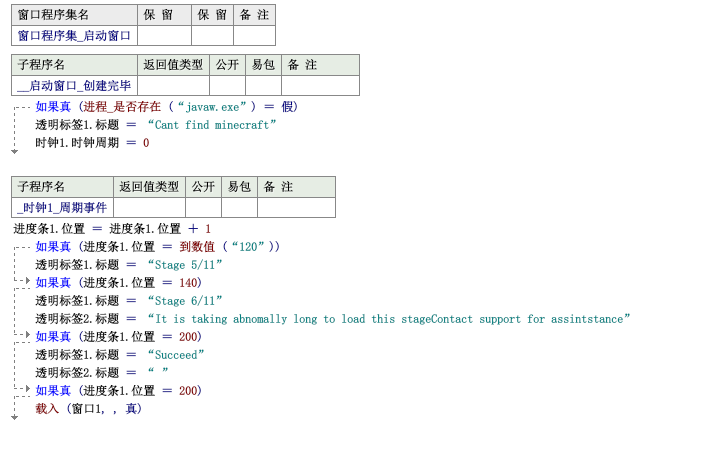 窗口程序集名 保 留 保 留 备 注
窗口程序集_启动窗口
子程序名 返回值类型 公开 易包 备 注
__启动窗口_创建完毕
如果真 (进程_是否存在 (“javaw.exe”) ＝ 假)
透明标签1.标题 ＝ “Cant find minecraft”
时钟1.时钟周期 ＝ 0
子程序名 返回值类型 公开 易包 备 注
_时钟1_周期事件
进度条1.位置 ＝ 进度条1.位置 ＋ 1
如果真 (进度条1.位置 ＝ 到数值 (“120”))
透明标签1.标题 ＝ “Stage 5/11”
如果真 (进度条1.位置 ＝ 140)
透明标签1.标题 ＝ “Stage 6/11”
透明标签2.标题 ＝ “It is taking abnomally long to load this stageContact support for assintstance”
如果真 (进度条1.位置 ＝ 200)
透明标签1.标题 ＝ “Succeed”
透明标签2.标题 ＝ “ ”
如果真 (进度条1.位置 ＝ 200)
载入 (窗口1, , 真)